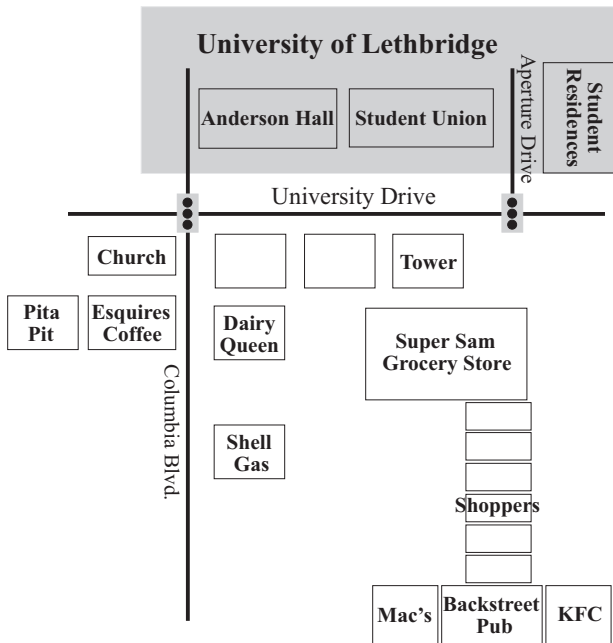 University of Lethbridge
Anderson Hall
Student Union
Aperture Drive
Student
Residences
University Drive
Church
Tower
Pita
Pit
Esquires
Coffee
Dairy
Queen
Super Sam
Grocery Store
Columbia Blvd.
Shell
Gas
Shoppers
Mac's
Backstreet
Pub
KFC